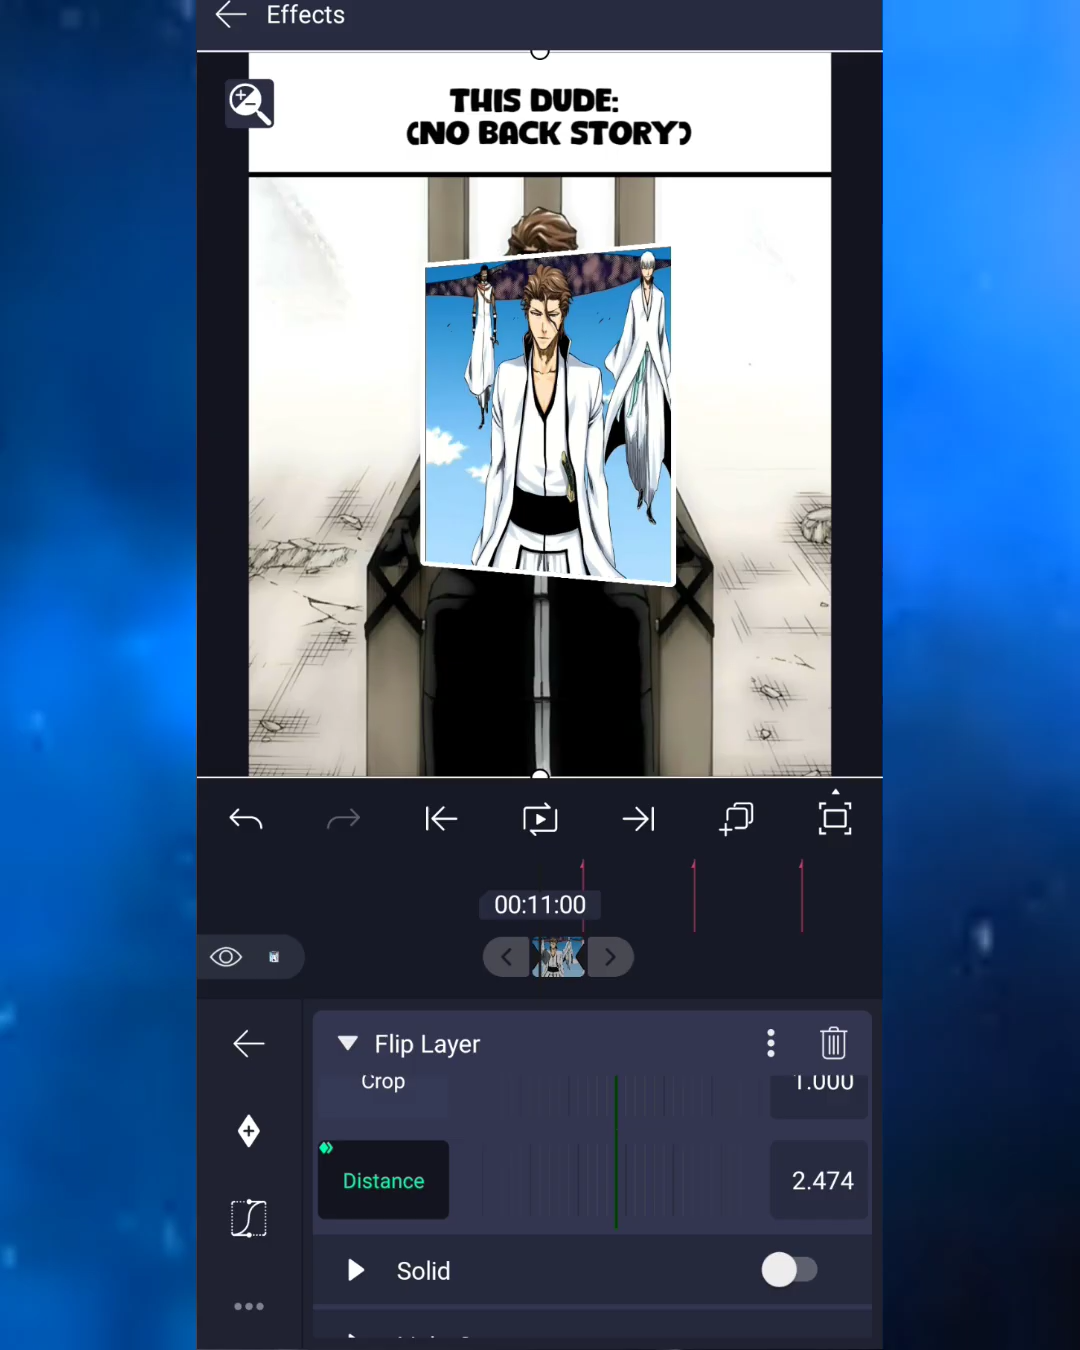 Effects
THIS DUDE:
(NO BACK STORY)
00:11:00
Flip Layer
Crop
1.000
Distance
2.474
Solid